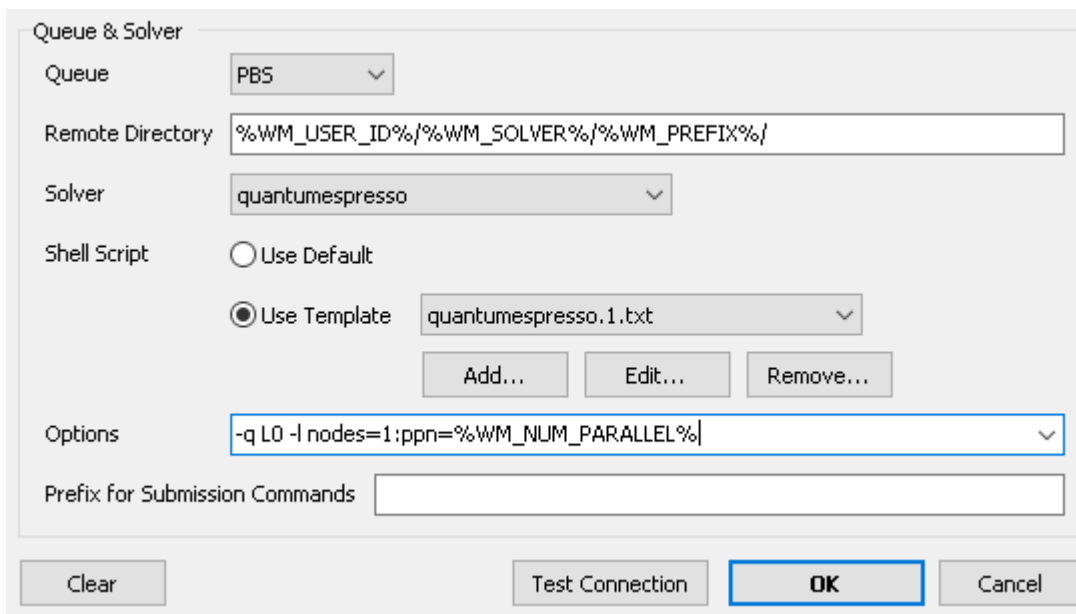 Queue & Solver
Queue PBS
Remote Directory %WM_USER_ID%/%WM_SOLVER%/%WM_PREFIX%/
Solver quantumespresso
Shell Script Use Default
Use Template quantumespresso.1.txt
Add... Edit... Remove...
Options -q L0 -l nodes=1:ppn=%WM_NUM_PARALLEL%
Prefix for Submission Commands
Clear Test Connection OK Cancel